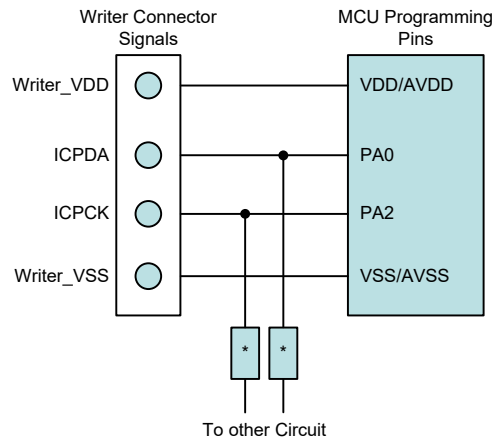 Writer Connector
Signals
MCU Programming
Pins
Writer_VDD
VDD/AVDD
ICPDA
PA0
ICPCK
PA2
Writer_VSS
VSS/AVSS
* *
To other Circuit